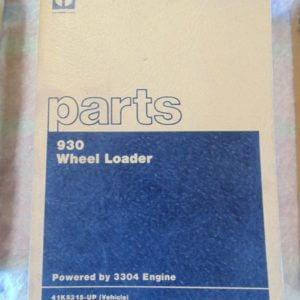 parts
930
Wheel Loader
Powered by 3304 Engine
41K5315-UP (Vehicle)